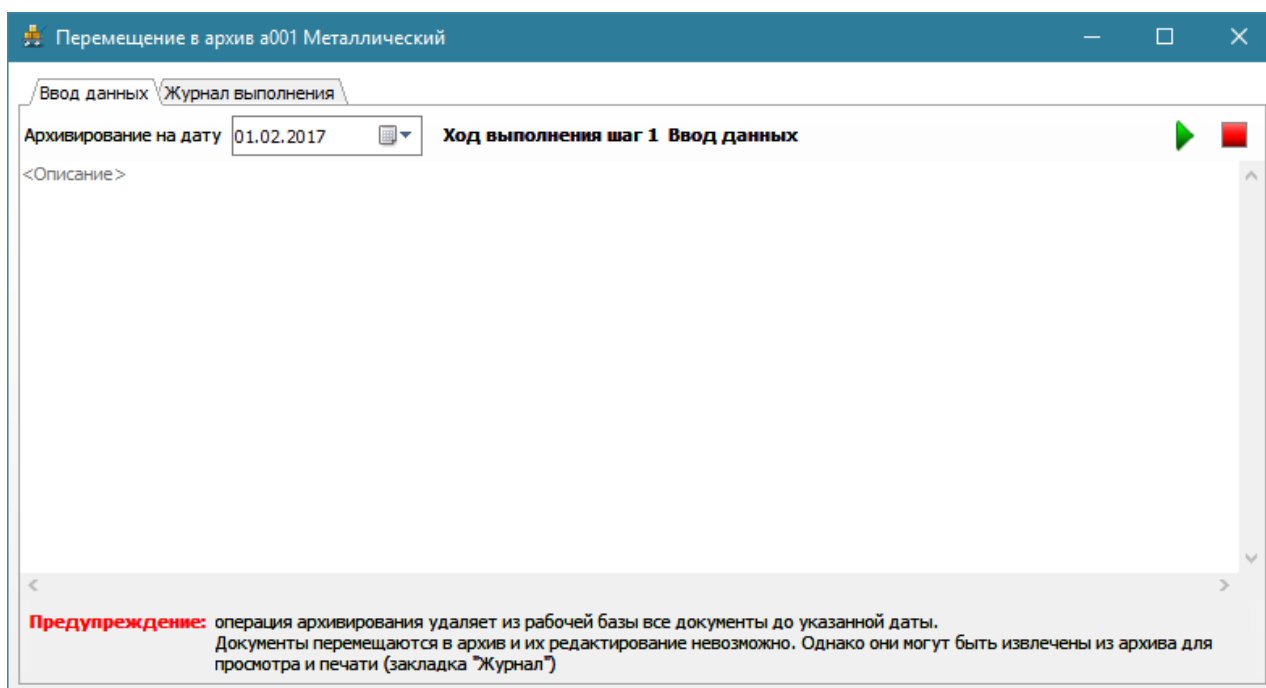 Перемещение в архив а001 Металлический
Ввод данных Журнал выполнения
Архивирование на дату 01.02.2017 Ход выполнения шаг 1 Ввод данных
<Описание>
Предупреждение: операция архивирования удаляет из рабочей базы все документы до указанной даты.
Документы перемещаются в архив и их редактирование невозможно. Однако они могут быть извлечены из архива для
просмотра и печати (закладка "Журнал")